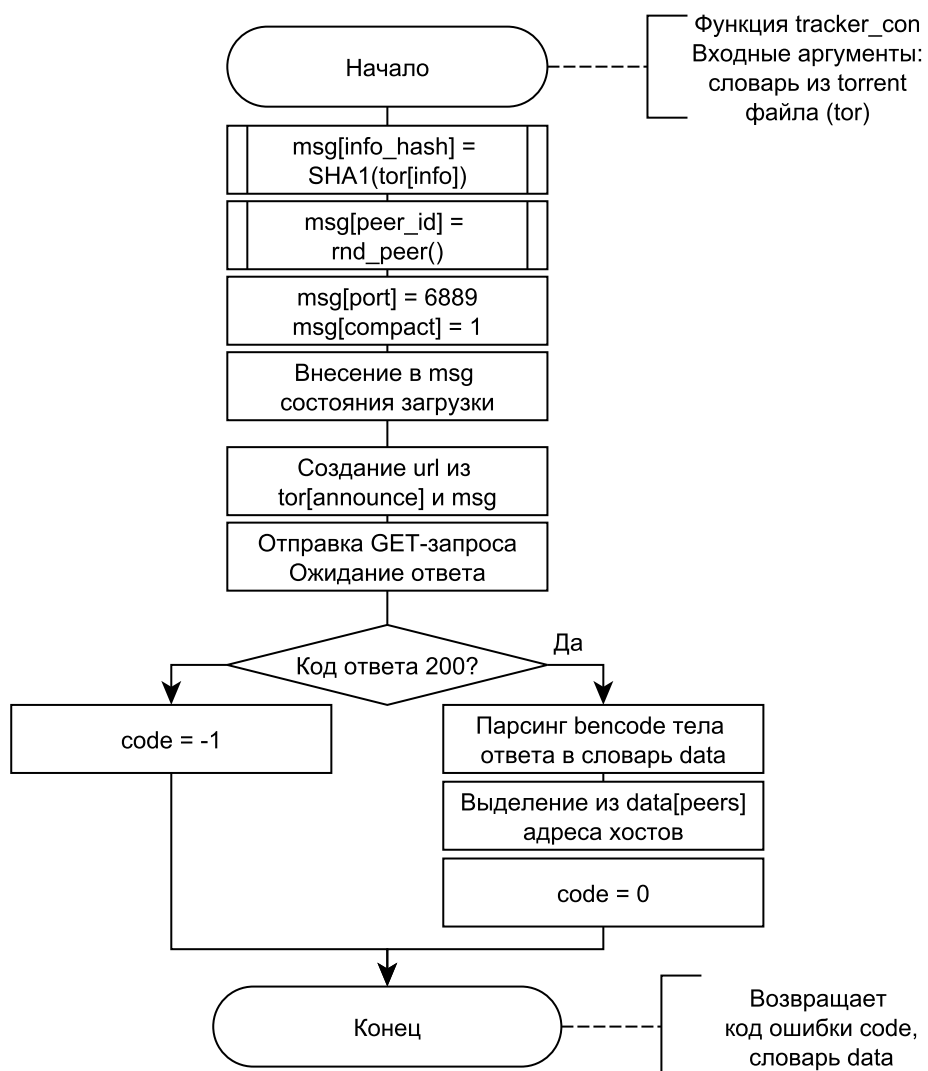 Начало
Функция tracker_con
Входные аргументы:
словарь из torrent
файла (tor)
msg[info_hash] =
SHA1(tor[info])
msg[peer_id] =
rnd_peer()
msg[port] = 6889
msg[compact] = 1
Внесение в msg
состояния загрузки
Создание url из
tor[announce] и msg
Отправка GET-запроса
Ожидание ответа
Код ответа 200?
Да
code = -1
Парсинг bencode тела
ответа в словарь data
Выделение из data[peers]
адреса хостов
code = 0
Конец
Возвращает
код ошибки code,
словарь data